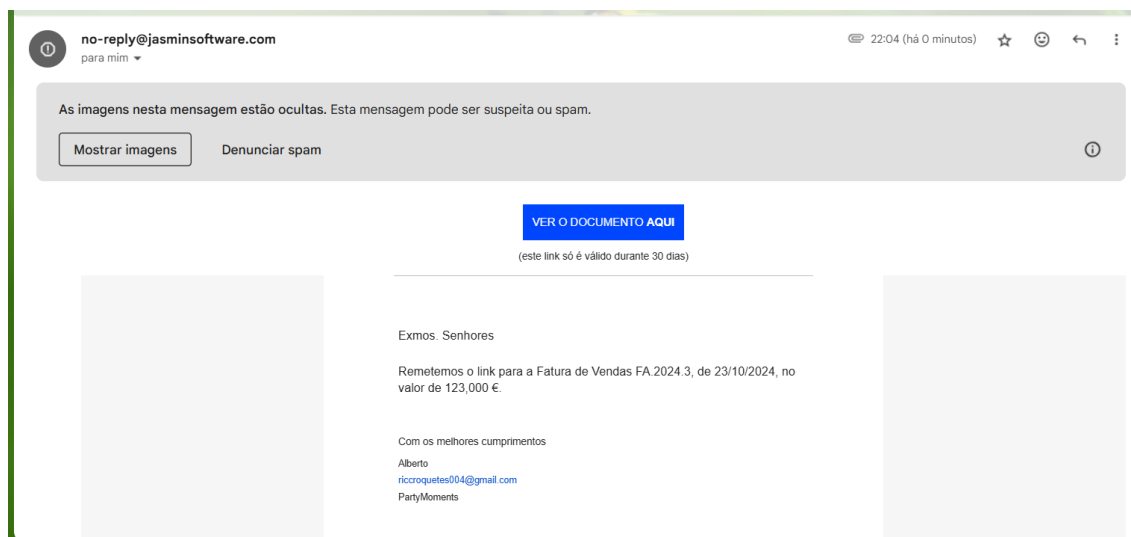 no-reply@jasminsoftware.com
22:04 (há 0 minutos)
para mim
As imagens nesta mensagem estão ocultas. Esta mensagem pode ser suspeita ou spam.
Mostrar imagens
Denunciar spam
VER O DOCUMENTO AQUI
(este link só é válido durante 30 dias)
Exmos. Senhores
Remetemos o link para a Fatura de Vendas FA.2024.3, de 23/10/2024, no
valor de 123,000 €.
Com os melhores cumprimentos
Alberto
riccroquetes004@gmail.com
PartyMoments